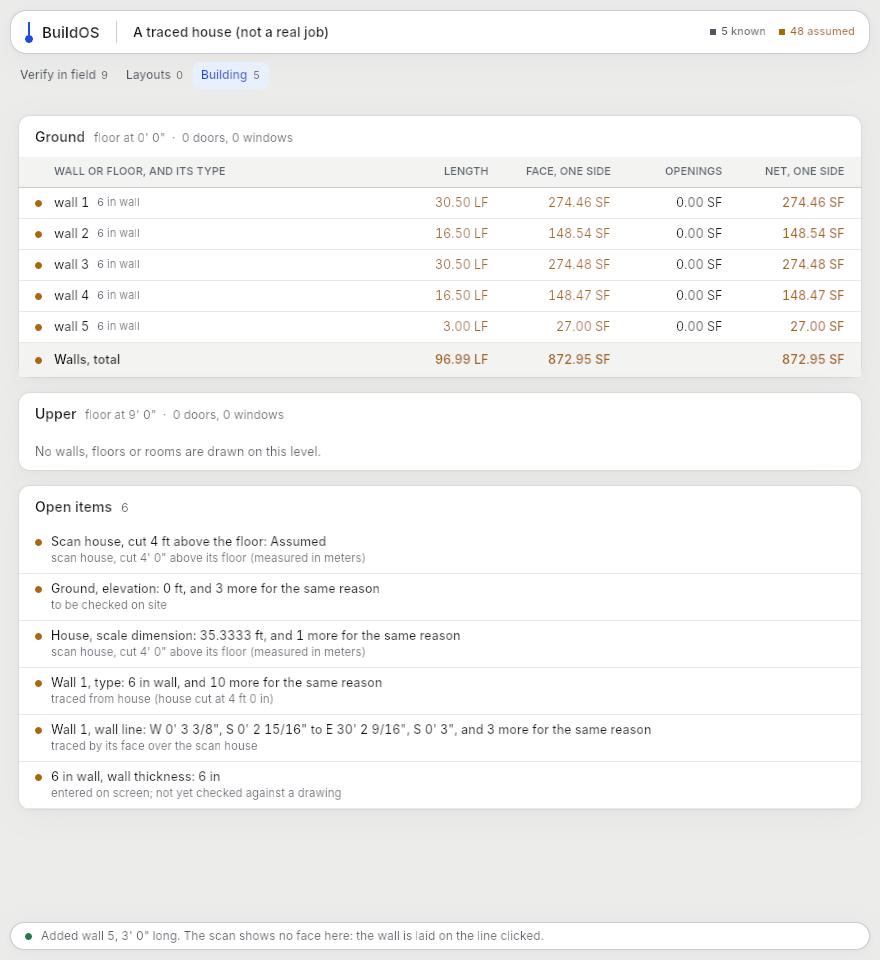 BuildOS
A traced house (not a real job)
5 known
48 assumed
Verify in field 9
Layouts 0
Building 5
Ground floor at 0' 0" · 0 doors, 0 windows
WALL OR FLOOR, AND ITS TYPE LENGTH FACE, ONE SIDE OPENINGS NET, ONE SIDE
wall 1 6 in wall 30.50 LF 274.46 SF 0.00 SF 274.46 SF
wall 2 6 in wall 16.50 LF 148.54 SF 0.00 SF 148.54 SF
wall 3 6 in wall 30.50 LF 274.48 SF 0.00 SF 274.48 SF
wall 4 6 in wall 16.50 LF 148.47 SF 0.00 SF 148.47 SF
wall 5 6 in wall 3.00 LF 27.00 SF 0.00 SF 27.00 SF
Walls, total 96.99 LF 872.95 SF 872.95 SF
Upper floor at 9' 0" · 0 doors, 0 windows
No walls, floors or rooms are drawn on this level.
Open items 6
Scan house, cut 4 ft above the floor: Assumed
scan house, cut 4' 0" above its floor (measured in meters)
Ground, elevation: 0 ft, and 3 more for the same reason
to be checked on site
House, scale dimension: 35.3333 ft, and 1 more for the same reason
scan house, cut 4' 0" above its floor (measured in meters)
Wall 1, type: 6 in wall, and 10 more for the same reason
traced from house (house cut at 4 ft 0 in)
Wall 1, wall line: W 0' 3 3/8", S 0' 2 15/16" to E 30' 2 9/16", S 0' 3", and 3 more for the same reason
traced by its face over the scan house
6 in wall, wall thickness: 6 in
entered on screen; not yet checked against a drawing
Added wall 5, 3' 0" long. The scan shows no face here: the wall is laid on the line clicked.